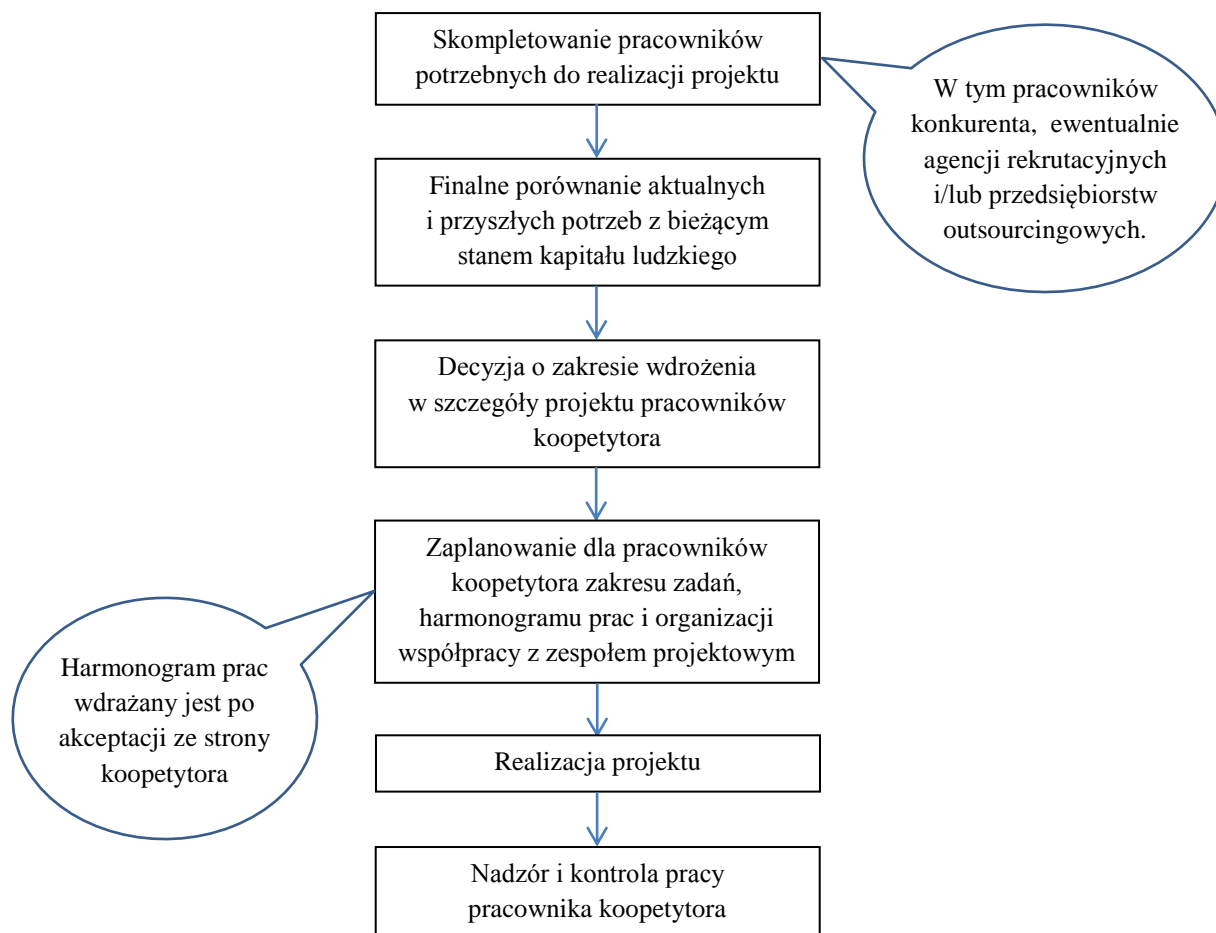 Skompletowanie pracowników
potrzebnych do realizacji projektu
W tym pracowników
konkurenta, ewentualnie
agencji rekrutacyjnych
i/lub przedsiębiorstw
outsourcingowych.
Finalne porównanie aktualnych
i przyszłych potrzeb z bieżącym
stanem kapitału ludzkiego
Decyzja o zakresie wdrożenia
w szczegóły projektu pracowników
koopetytora
Zaplanowanie dla pracowników
koopetytora zakresu zadań,
harmonogramu prac i organizacji
współpracy z zespołem projektowym
Harmonogram prac
wdrażany jest po
akceptacji ze strony
koopetytora
Realizacja projektu
Nadzór i kontrola pracy
pracownika koopetytora